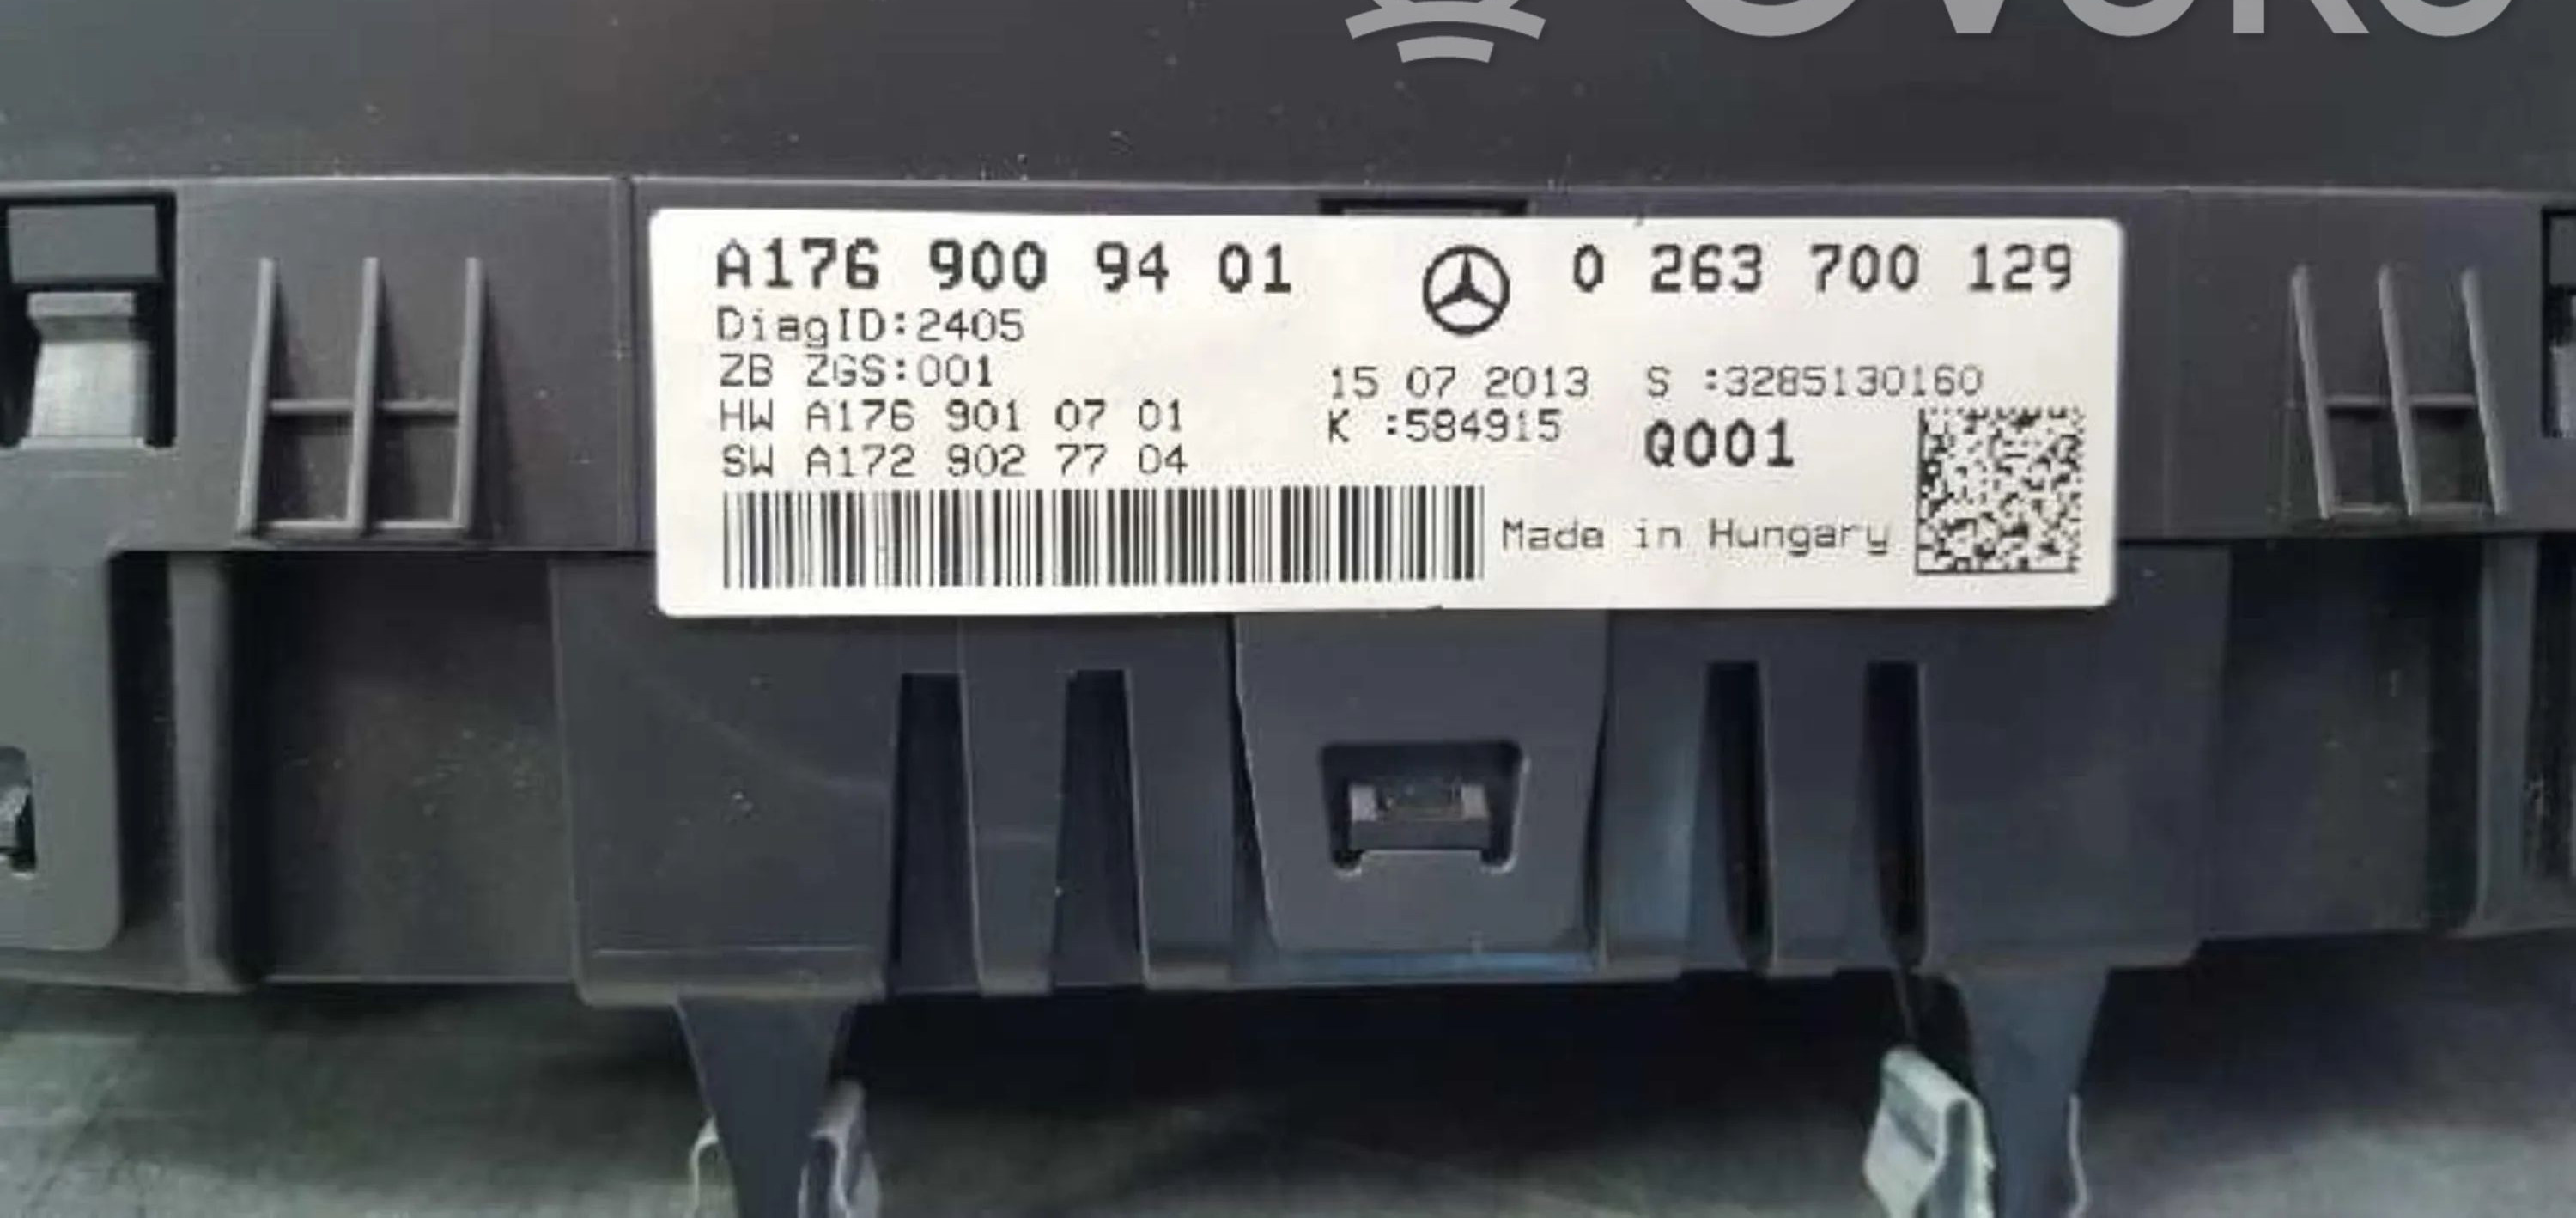 A176 900 94 01
0 263 700 129
DiagID:2405
ZB ZGS:001
HW A176 901 07 01
SW A172 902 77 04
15 07 2013
S :3285130160
K :584915
Q001
Made in Hungary